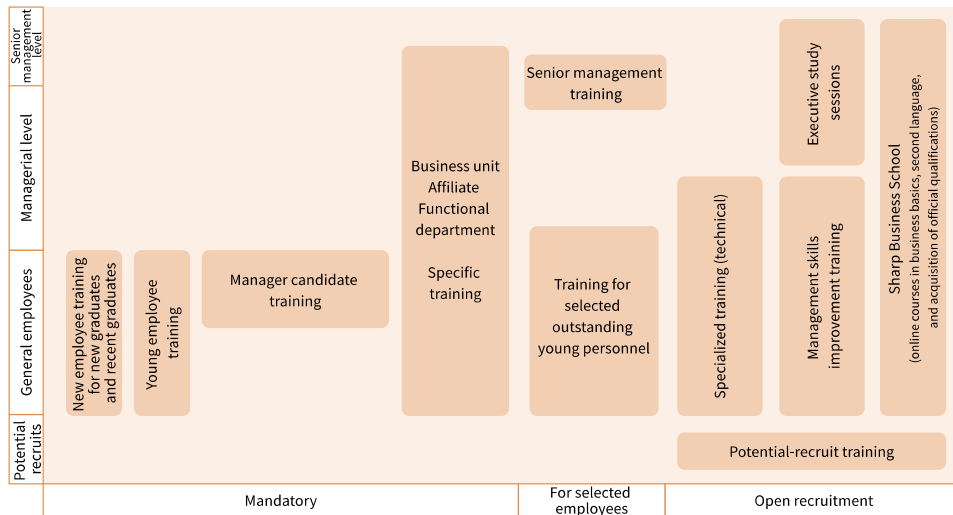 Senior
management
level
Managerial level
General employees
Potential
recruits
New employee training
for new graduates
and recent graduates
Young employee
training
Manager candidate
training
Business unit
Affiliate
Functional
department
Specific
training
Senior management
training
Training for
selected
outstanding
young personnel
Specialized training (technical)
Executive study
sessions
Management skills
improvement training
Sharp Business School
(online courses in business basics, second language,
and acquisition of official qualifications)
Potential-recruit training
Mandatory
For selected
employees
Open recruitment